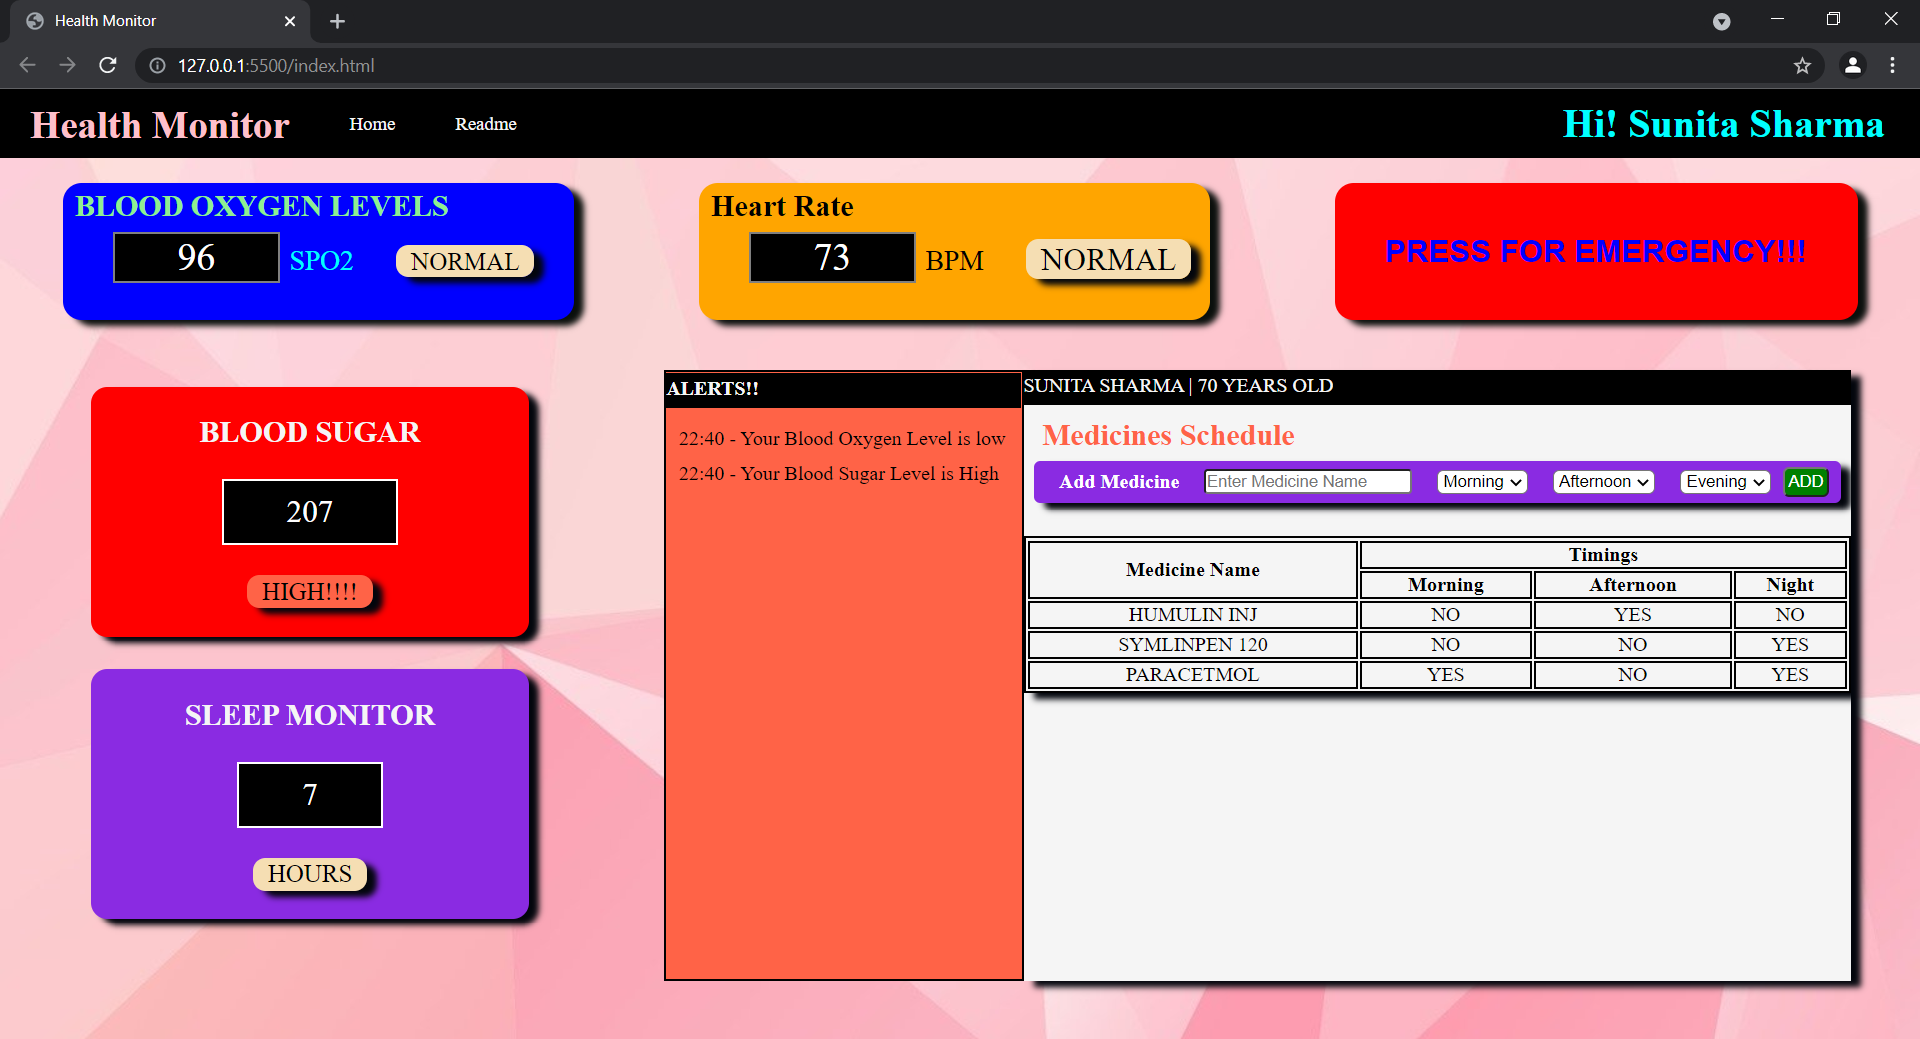 Health Monitor
127.0.0.1:5500/index.html
Health Monitor Home Readme Hi! Sunita Sharma
BLOOD OXYGEN LEVELS
96 SPO2 NORMAL
Heart Rate
73 BPM NORMAL
PRESS FOR EMERGENCY!!!
BLOOD SUGAR
207
HIGH!!!!
SLEEP MONITOR
7
HOURS
ALERTS!!
22:40 - Your Blood Oxygen Level is low
22:40 - Your Blood Sugar Level is High
SUNITA SHARMA | 70 YEARS OLD
Medicines Schedule
Add Medicine Enter Medicine Name Morning Afternoon Evening ADD
Medicine Name Timings
Morning Afternoon Night
HUMULIN INJ NO YES NO
SYMLINPEN 120 NO NO YES
PARACETMOL YES NO YES